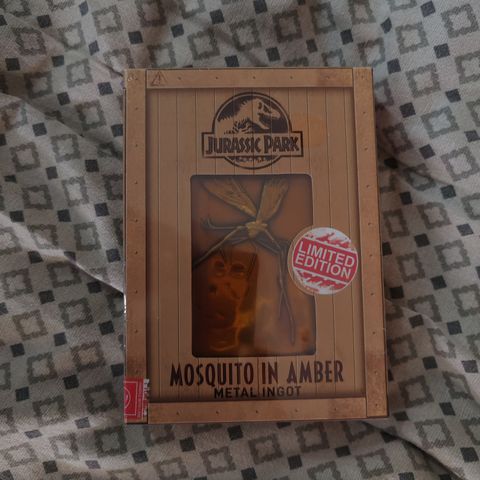 JURASSIC PARK
LIMITED
EDITION
MOSQUITO IN AMBER
METAL INGOT